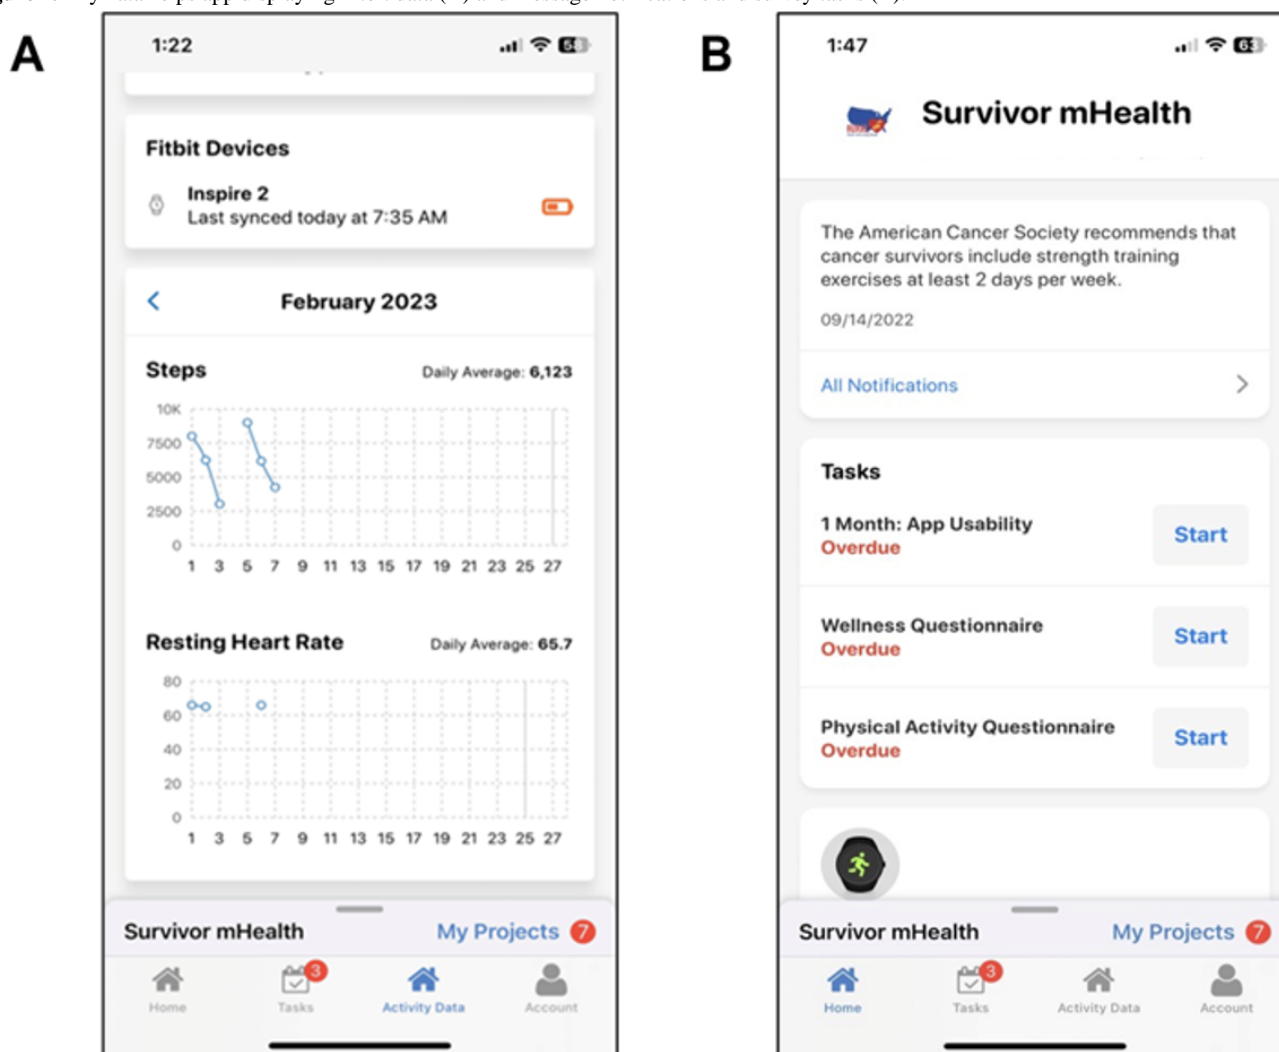 A
1:22
58
Fitbit Devices
Inspire 2
Last synced today at 7:35 AM
February 2023
Steps
Daily Average: 6,123
10K
7500
5000
2500
0
1 3 5 7 9 11 13 15 17 19 21 23 25 27
Resting Heart Rate
Daily Average: 65.7
80
60
40
20
0
1 3 5 7 9 11 13 15 17 19 21 23 25 27
Survivor mHealth
My Projects 7
3
Home
Tasks
Activity Data
Account
B
1:47
63
Survivor mHealth
The American Cancer Society recommends that
cancer survivors include strength training
exercises at least 2 days per week.
09/14/2022
All Notifications
Tasks
1 Month: App Usability
Overdue
Start
Wellness Questionnaire
Overdue
Start
Physical Activity Questionnaire
Overdue
Start
Survivor mHealth
My Projects 7
3
Home
Tasks
Activity Data
Account